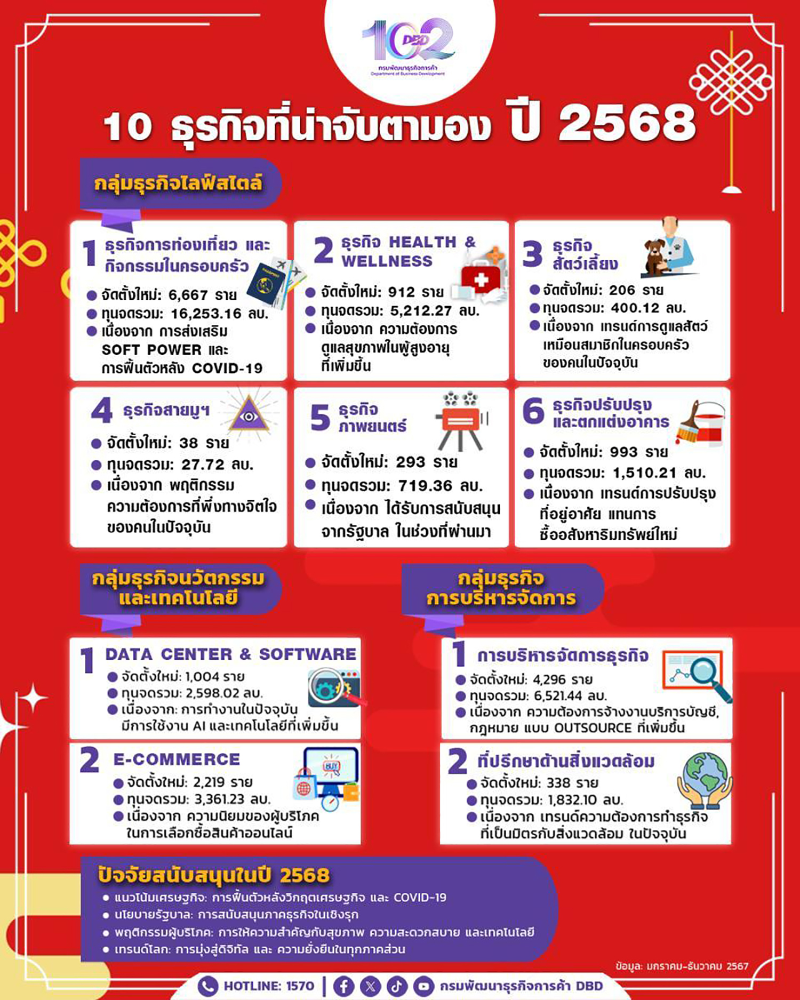 102
DBD
กรมพัฒนาธุรกิจการค้า
Department of Business Development
10 ธุรกิจที่น่าจับตามอง ปี 2568
กลุ่มธุรกิจไลฟ์สไตล์
1 ธุรกิจการท่องเที่ยว และ
กิจกรรมในครอบครัว
PASSPORT
จัดตั้งใหม่: 6,667 ราย
ทุนจดรวม: 16,253.16 ลบ.
เนื่องจาก การส่งเสริม
SOFT POWER และ
การฟื้นตัวหลัง COVID-19
2 ธุรกิจ HEALTH &
WELLNESS
จัดตั้งใหม่: 912 ราย
ทุนจดรวม: 5,212.27 ลบ.
เนื่องจาก ความต้องการ
ดูแลสุขภาพในผู้สูงอายุ
ที่เพิ่มขึ้น
3 ธุรกิจ
สัตว์เลี้ยง
จัดตั้งใหม่: 206 ราย
ทุนจดรวม: 400.12 ลบ.
เนื่องจาก เทรนด์การดูแลสัตว์
เหมือนสมาชิกในครอบครัว
ของคนในปัจจุบัน
4 ธุรกิจสายมูฯ
จัดตั้งใหม่: 38 ราย
ทุนจดรวม: 27.72 ลบ.
เนื่องจาก พฤติกรรม
ความต้องการที่พึ่งทางจิตใจ
ของคนในปัจจุบัน
5 ธุรกิจ
ภาพยนตร์
จัดตั้งใหม่: 293 ราย
ทุนจดรวม: 719.36 ลบ.
เนื่องจาก ได้รับการสนับสนุน
จากรัฐบาล ในช่วงที่ผ่านมา
6 ธุรกิจปรับปรุง
และตกแต่งอาคาร
จัดตั้งใหม่: 993 ราย
ทุนจดรวม: 1,510.21 ลบ.
เนื่องจาก เทรนด์การปรับปรุง
ที่อยู่อาศัย แทนการ
ซื้ออสังหาริมทรัพย์ใหม่
กลุ่มธุรกิจนวัตกรรม
และเทคโนโลยี
1 DATA CENTER & SOFTWARE
จัดตั้งใหม่: 1,004 ราย
ทุนจดรวม: 2,598.02 ลบ.
เนื่องจาก: การทำงานในปัจจุบัน
มีการใช้งาน AI และเทคโนโลยีที่เพิ่มขึ้น
2 E-COMMERCE
BUY
จัดตั้งใหม่: 2,219 ราย
ทุนจดรวม: 3,361.23 ลบ.
เนื่องจาก ความนิยมของผู้บริโภค
ในการเลือกซื้อสินค้าออนไลน์
กลุ่มธุรกิจ
การบริหารจัดการ
1 การบริหารจัดการธุรกิจ
จัดตั้งใหม่: 4,296 ราย
ทุนจดรวม: 6,521.44 ลบ.
เนื่องจาก ความต้องการจ้างงานบริการบัญชี,
กฎหมาย แบบ OUTSOURCE ที่เพิ่มขึ้น
2 ที่ปรึกษาด้านสิ่งแวดล้อม
จัดตั้งใหม่: 338 ราย
ทุนจดรวม: 1,832.10 ลบ.
เนื่องจาก เทรนด์ความต้องการทำธุรกิจ
ที่เป็นมิตรกับสิ่งแวดล้อม ในปัจจุบัน
ปัจจัยสนับสนุนในปี 2568
แนวโน้มเศรษฐกิจ: การฟื้นตัวหลังวิกฤตเศรษฐกิจ และ COVID-19
นโยบายรัฐบาล: การสนับสนุนภาคธุรกิจในเชิงรุก
พฤติกรรมผู้บริโภค: การให้ความสำคัญกับสุขภาพ ความสะดวกสบาย และเทคโนโลยี
เทรนด์โลก: การมุ่งสู่ดิจิทัล และ ความยั่งยืนในทุกภาคส่วน
ข้อมูล: มกราคม-ธันวาคม 2567
HOTLINE: 1570 | กรมพัฒนาธุรกิจการค้า DBD